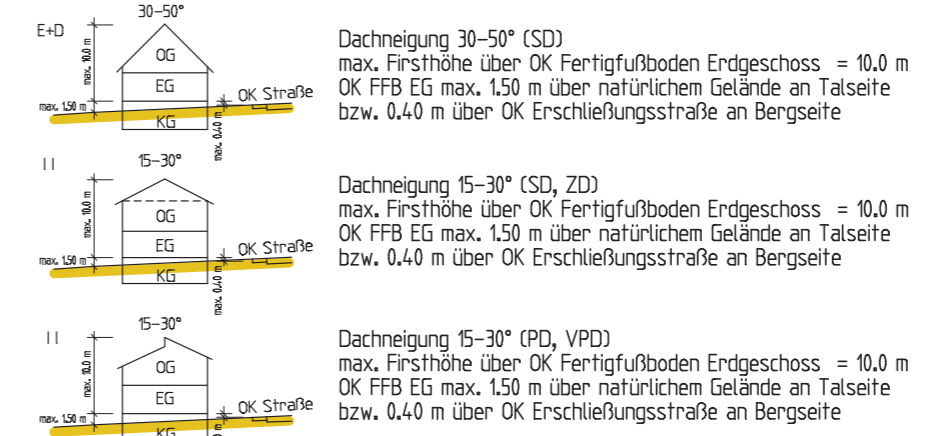 30–50°
E+D
max. 10.0 m
OG
EG
OK Straße
max. 1.50 m
KG
max. 0.40 m
Dachneigung 30–50° (SD)
max. Firsthöhe über OK Fertigfußboden Erdgeschoss = 10.0 m
OK FFB EG max. 1.50 m über natürlichem Gelände an Talseite
bzw. 0.40 m über OK Erschließungsstraße an Bergseite
II
15–30°
max. 10.0 m
OG
EG
OK Straße
max. 1.50 m
KG
max. 0.40 m
Dachneigung 15–30° (SD, ZD)
max. Firsthöhe über OK Fertigfußboden Erdgeschoss = 10.0 m
OK FFB EG max. 1.50 m über natürlichem Gelände an Talseite
bzw. 0.40 m über OK Erschließungsstraße an Bergseite
II
15–30°
max. 10.0 m
OG
EG
OK Straße
max. 1.50 m
KG
Dachneigung 15–30° (PD, VPD)
max. Firsthöhe über OK Fertigfußboden Erdgeschoss = 10.0 m
OK FFB EG max. 1.50 m über natürlichem Gelände an Talseite
bzw. 0.40 m über OK Erschließungsstraße an Bergseite